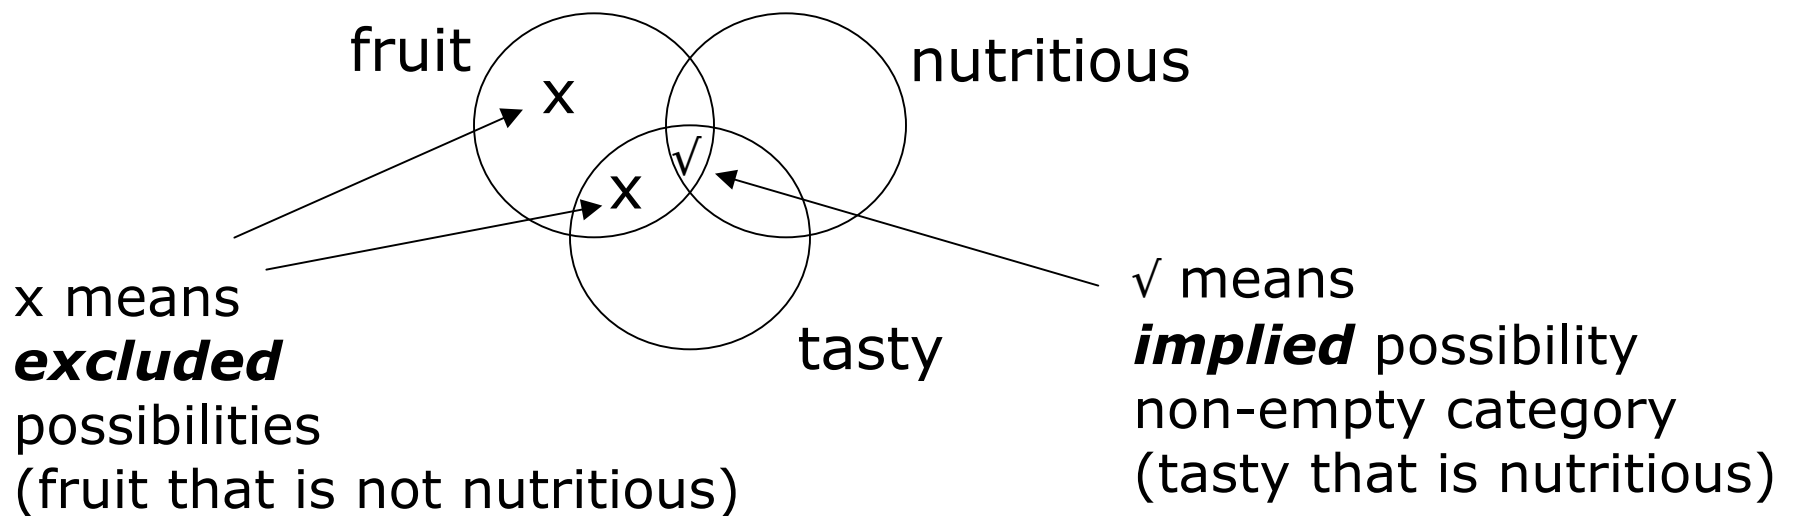 fruit
nutritious
x
√
x
tasty
x means
excluded
possibilities
(fruit that is not nutritious)
√ means
implied possibility
non-empty category
(tasty that is nutritious)